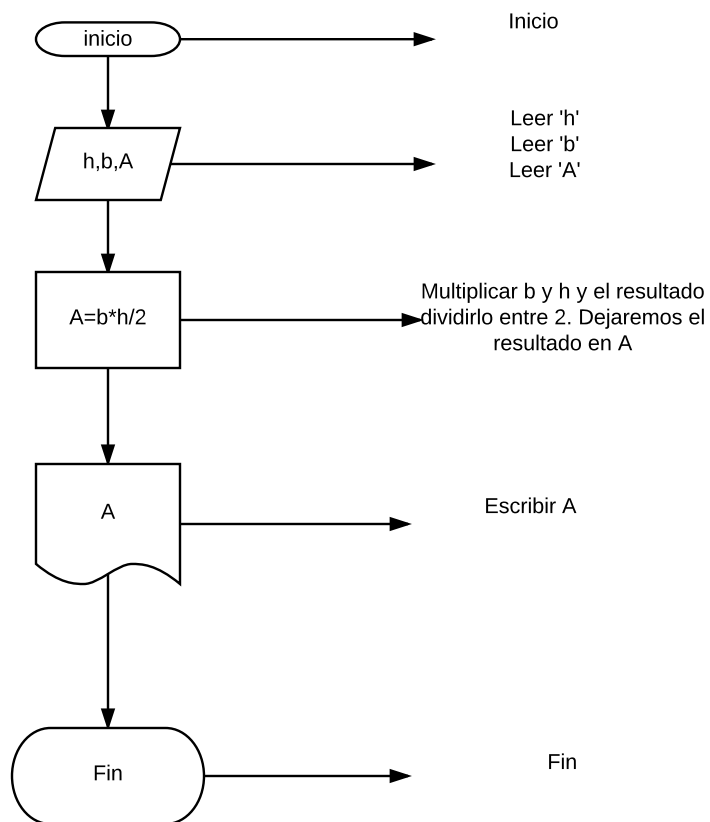 inicio
Inicio
h,b,A
Leer 'h'
Leer 'b'
Leer 'A'
A=b*h/2
Multiplicar b y h y el resultado
dividirlo entre 2. Dejaremos el
resultado en A
A
Escribir A
Fin
Fin